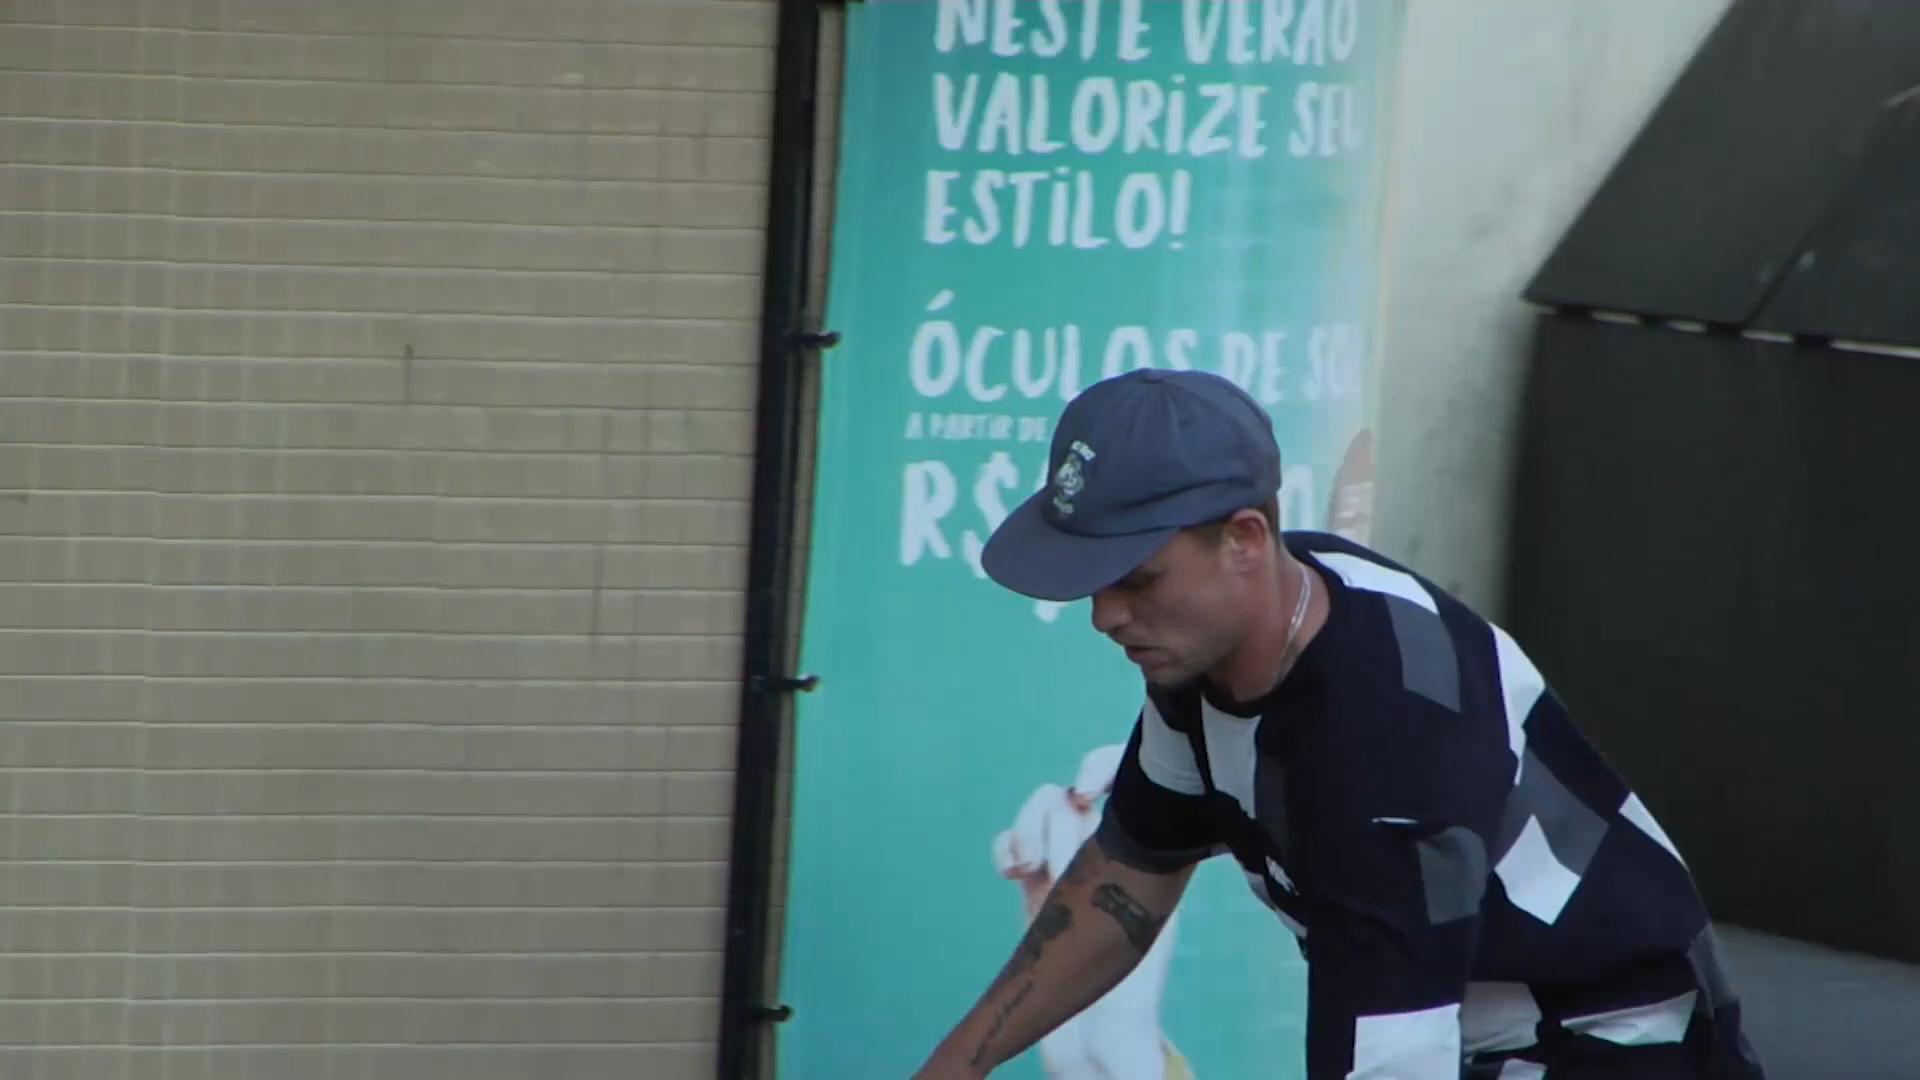 NESTE VERÃO
VALORIZE SEU
ESTILO!
ÓCULOS DE SOL
A PARTIR DE
R$